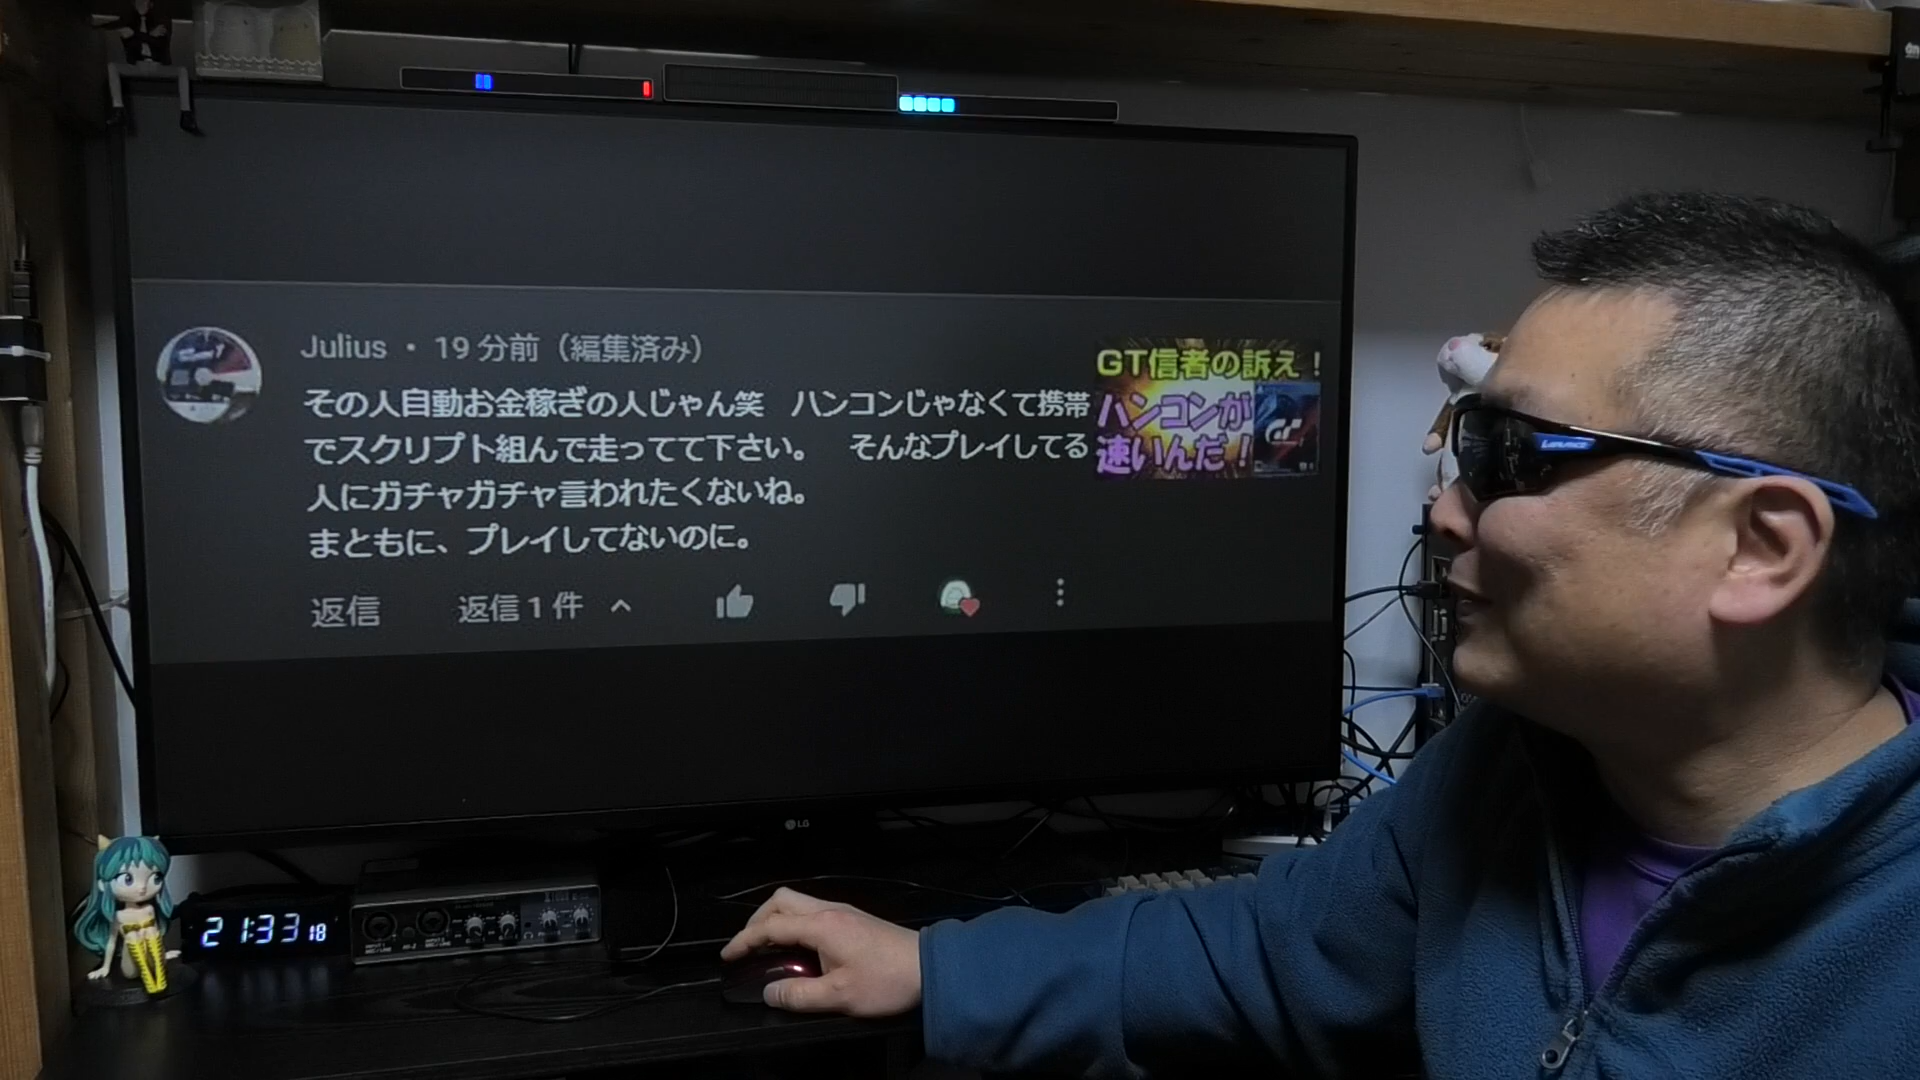 Julius・19 分前（編集済み）
その人自動お金稼ぎの人じゃん笑　ハンコンじゃなくて携帯
でスクリプト組んで走ってて下さい。　そんなプレイしてる
人にガチャガチャ言われたくないね。
まともに、プレイしてないのに。
返信
返信 1 件
GT信者の訴え！
ハンコンが
速いんだ！
GT
LG
21:33 18